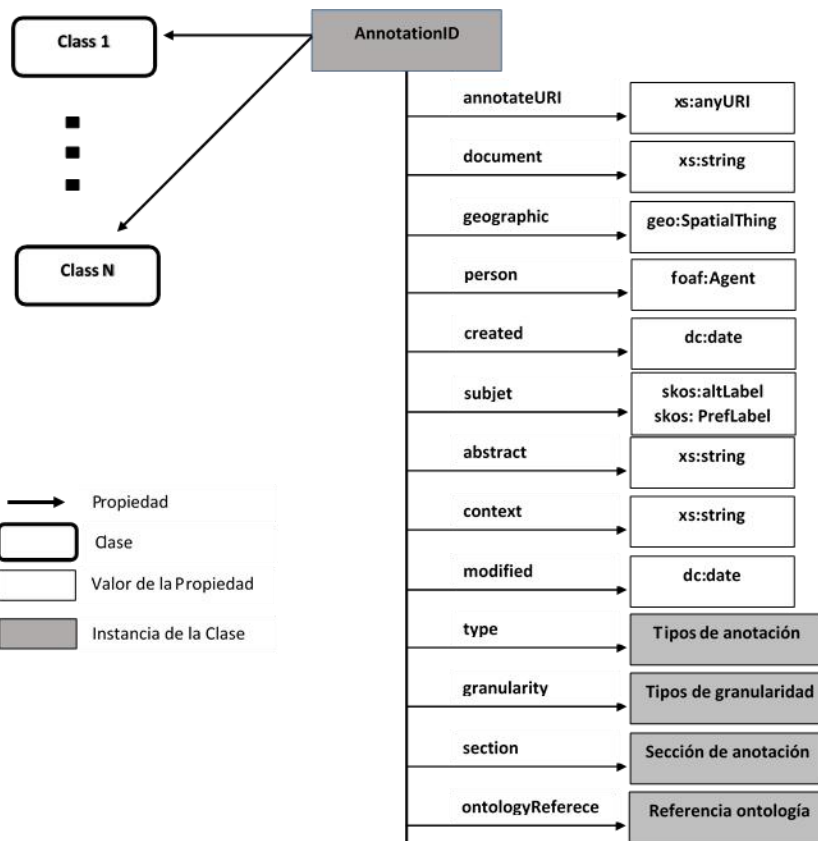 Class 1
AnnotationID
annotateURI
xs:anyURI
document
xs:string
geographic
geo:SpatialThing
Class N
person
foaf:Agent
created
dc:date
subjet
skos:altLabel
skos: PrefLabel
abstract
xs:string
Propiedad
context
xs:string
Clase
Valor de la Propiedad
modified
dc:date
Instancia de la Clase
type
Tipos de anotación
granularity
Tipos de granularidad
section
Sección de anotación
ontologyReferece
Referencia ontología